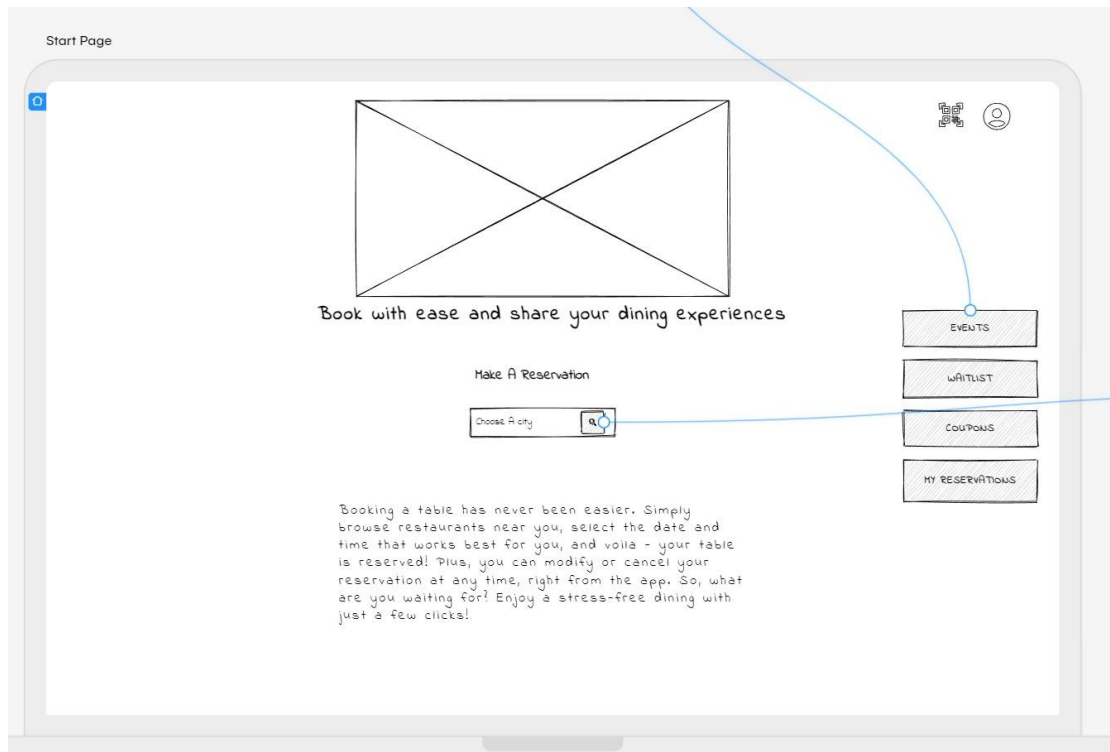 Start Page
Book with ease and share your dining experiences
EVENTS
Make A Reservation
WAITLIST
Choose A city
COUPONS
MY RESERVATIONS
Booking a table has never been easier. Simply
browse restaurants near you, select the date and
time that works best for you, and voila - your table
is reserved! Plus, you can modify or cancel your
reservation at any time, right from the app. So, what
are you waiting for? Enjoy a stress-free dining with
just a few clicks!